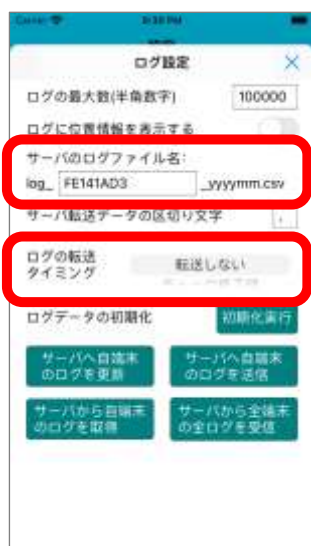 ログ設定
ログの最大数(半角数字)
100000
ログに位置情報を表示する
サーバのログファイル名:
log_ FE141AD3 _yyyymm.csv
サーバ転送データの区切り文字
,
ログの転送
タイミング
転送しない
ログデータの初期化
初期化実行
サーバへ自端末
のログを更新
サーバへ自端末
のログを送信
サーバから自端末
のログを取得
サーバから全端末
の全ログを受信